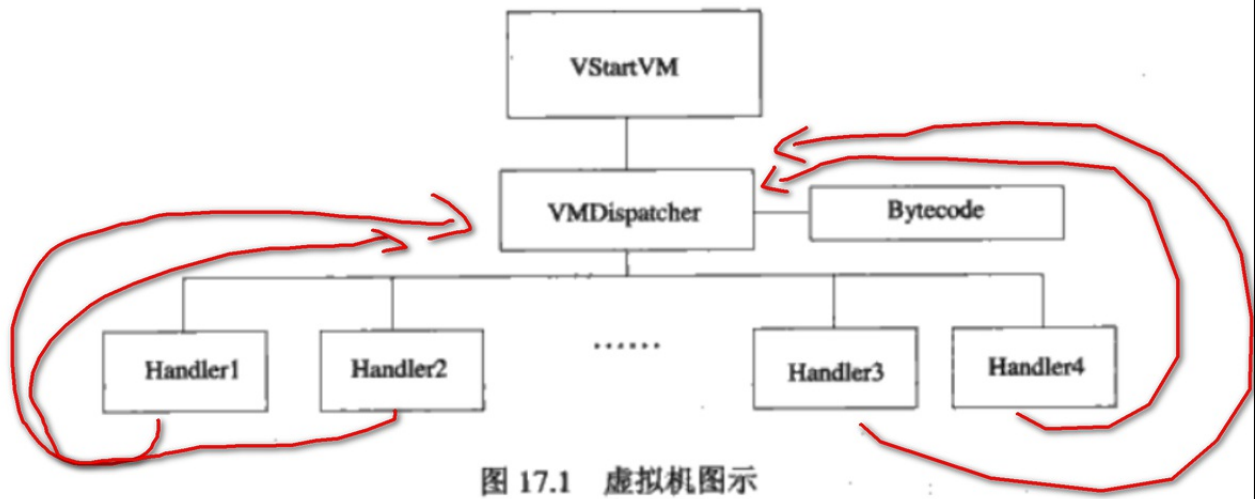 VStartVM
VMDispatcher
Bytecode
Handler1
Handler2
......
Handler3
Handler4
图 17.1 虚拟机图示